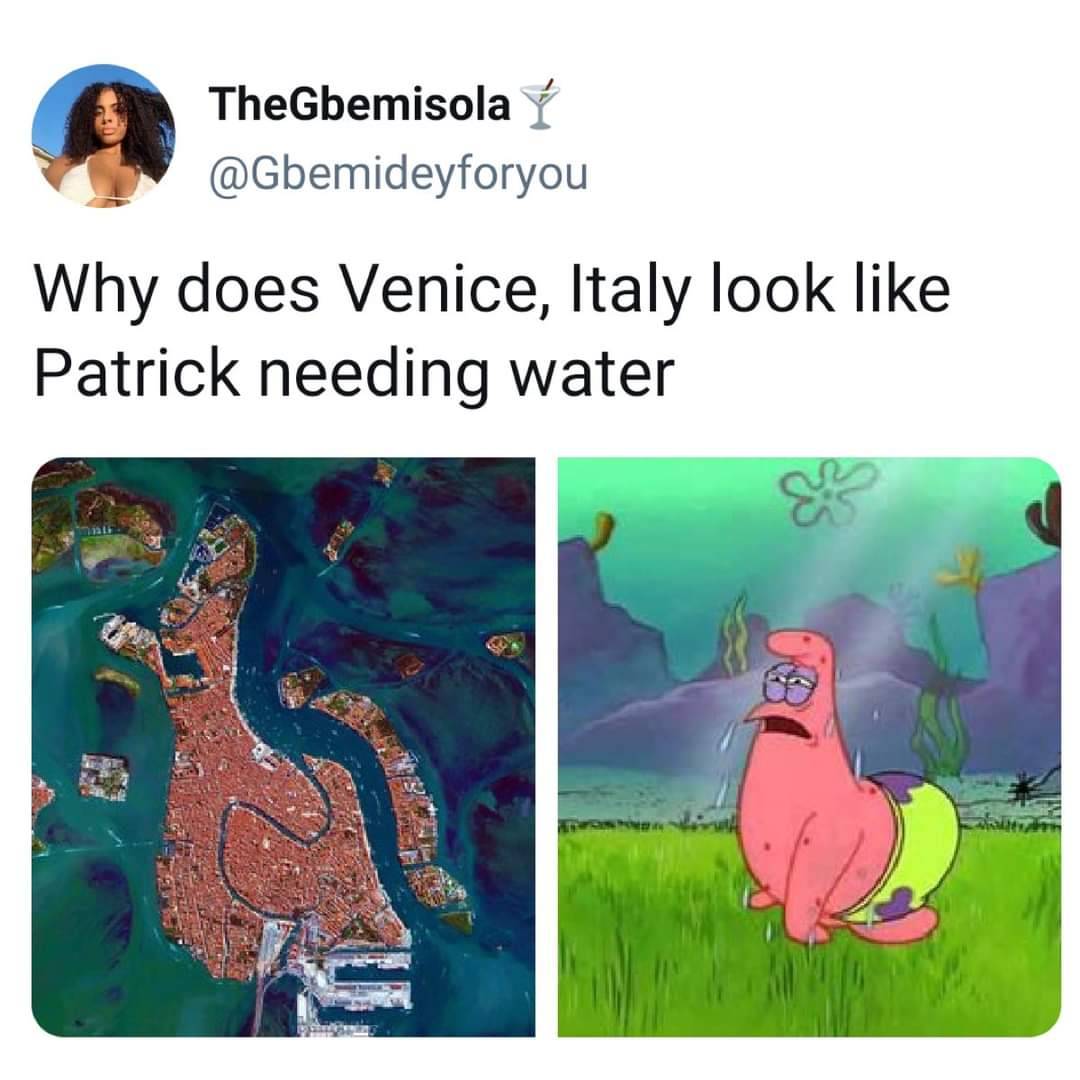 TheGbemisola🍸
@Gbemideyforyou
Why does Venice, Italy look like
Patrick needing water